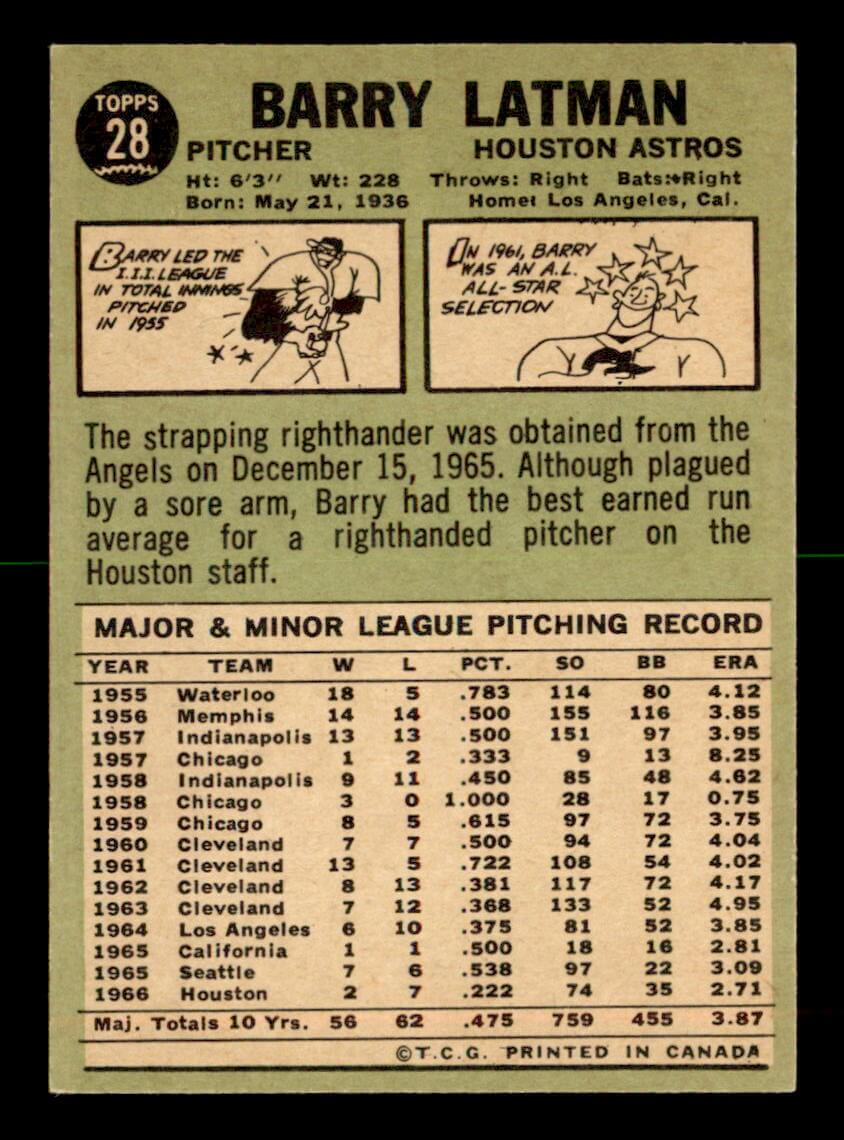 TOPPS
28
BARRY LATMAN
PITCHER HOUSTON ASTROS
Ht: 6'3" Wt: 228 Throws: Right Bats: Right
Born: May 21, 1936 Home: Los Angeles, Cal.
BARRY LED THE
I.I.I. LEAGUE
IN TOTAL INNINGS
PITCHED
IN 1955
IN 1961, BARRY
WAS AN A.L.
ALL-STAR
SELECTION
The strapping righthander was obtained from the
Angels on December 15, 1965. Although plagued
by a sore arm, Barry had the best earned run
average for a righthanded pitcher on the
Houston staff.
MAJOR & MINOR LEAGUE PITCHING RECORD
YEAR TEAM W L PCT. SO BB ERA
1955 Waterloo 18 5 .783 114 80 4.12
1956 Memphis 14 14 .500 155 116 3.85
1957 Indianapolis 13 13 .500 151 97 3.95
1957 Chicago 1 2 .333 9 13 8.25
1958 Indianapolis 9 11 .450 85 48 4.62
1958 Chicago 3 0 1.000 28 17 0.75
1959 Chicago 8 5 .615 97 72 3.75
1960 Cleveland 7 7 .500 94 72 4.04
1961 Cleveland 13 5 .722 108 54 4.02
1962 Cleveland 8 13 .381 117 72 4.17
1963 Cleveland 7 12 .368 133 52 4.95
1964 Los Angeles 6 10 .375 81 52 3.85
1965 California 1 1 .500 18 16 2.81
1965 Seattle 7 6 .538 97 22 3.09
1966 Houston 2 7 .222 74 35 2.71
Maj. Totals 10 Yrs. 56 62 .475 759 455 3.87
©T.C.G. PRINTED IN CANADA